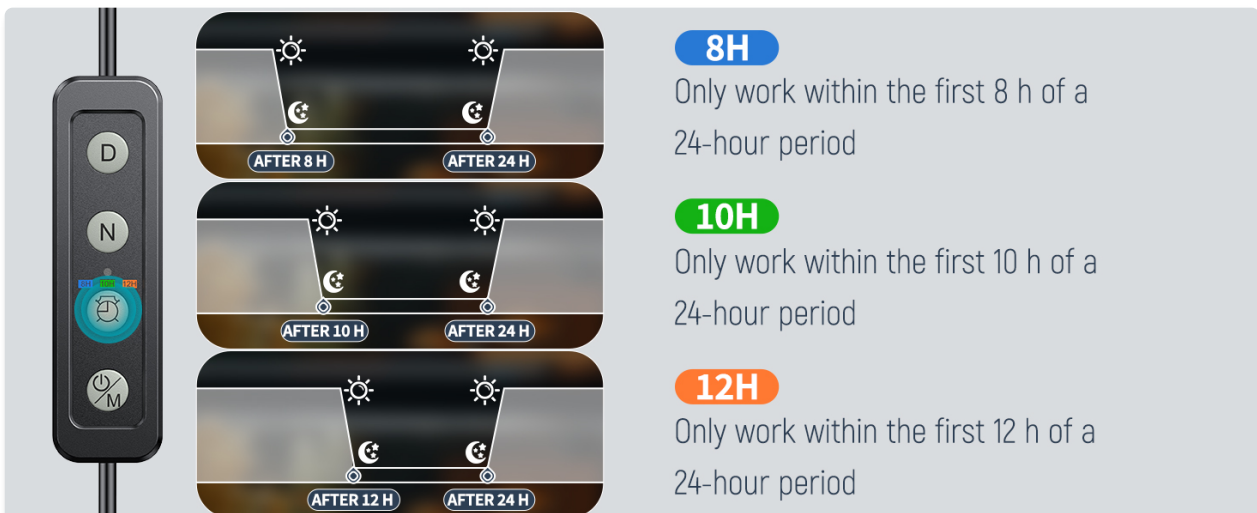 D
N
8H 10H 12H
M
AFTER 8 H
AFTER 24 H
8H
Only work within the first 8 h of a
24-hour period
AFTER 10 H
AFTER 24 H
10H
Only work within the first 10 h of a
24-hour period
AFTER 12 H
AFTER 24 H
12H
Only work within the first 12 h of a
24-hour period